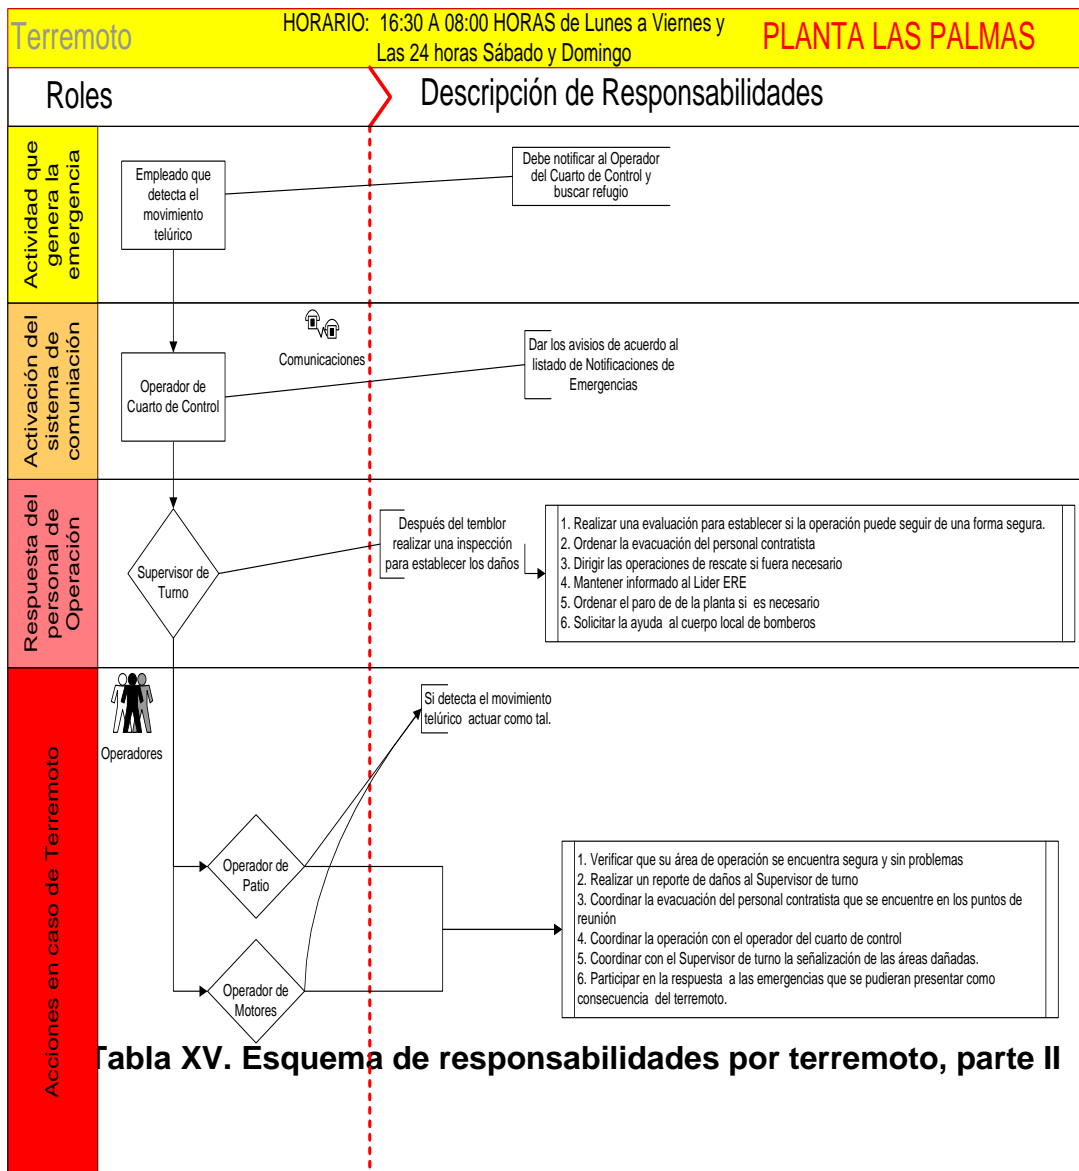 Terremoto
HORARIO: 16:30 A 08:00 HORAS de Lunes a Viernes y
Las 24 horas Sábado y Domingo
PLANTA LAS PALMAS
Roles
Descripción de Responsabilidades
Actividad que
genera la
emergencia
Empleado que
detecta el
movimiento
telúrico
Debe notificar al Operador
del Cuarto de Control y
buscar refugio
Activación del
sistema de
comuniación
Comunicaciones
Operador de
Cuarto de Control
Dar los avisios de acuerdo al
listado de Notificaciones de
Emergencias
Respuesta del
personal de
Operación
Supervisor de
Turno
Después del temblor
realizar una inspección
para establecer los daños
1. Realizar una evaluación para establecer si la operación puede seguir de una forma segura.
2. Ordenar la evacuación del personal contratista
3. Dirigir las operaciones de rescate si fuera necesario
4. Mantener informado al Lider ERE
5. Ordenar el paro de de la planta si es necesario
6. Solicitar la ayuda al cuerpo local de bomberos
Acciones en caso de Terremoto
Operadores
Si detecta el movimiento
telúrico actuar como tal.
Operador de
Patio
Operador de
Motores
1. Verificar que su área de operación se encuentra segura y sin problemas
2. Realizar un reporte de daños al Supervisor de turno
3. Coordinar la evacuación del personal contratista que se encuentre en los puntos de
reunión
4. Coordinar la operación con el operador del cuarto de control
5. Coordinar con el Supervisor de turno la señalización de las áreas dañadas.
6. Participar en la respuesta a las emergencias que se pudieran presentar como
consecuencia del terremoto.
Tabla XV. Esquema de responsabilidades por terremoto, parte II